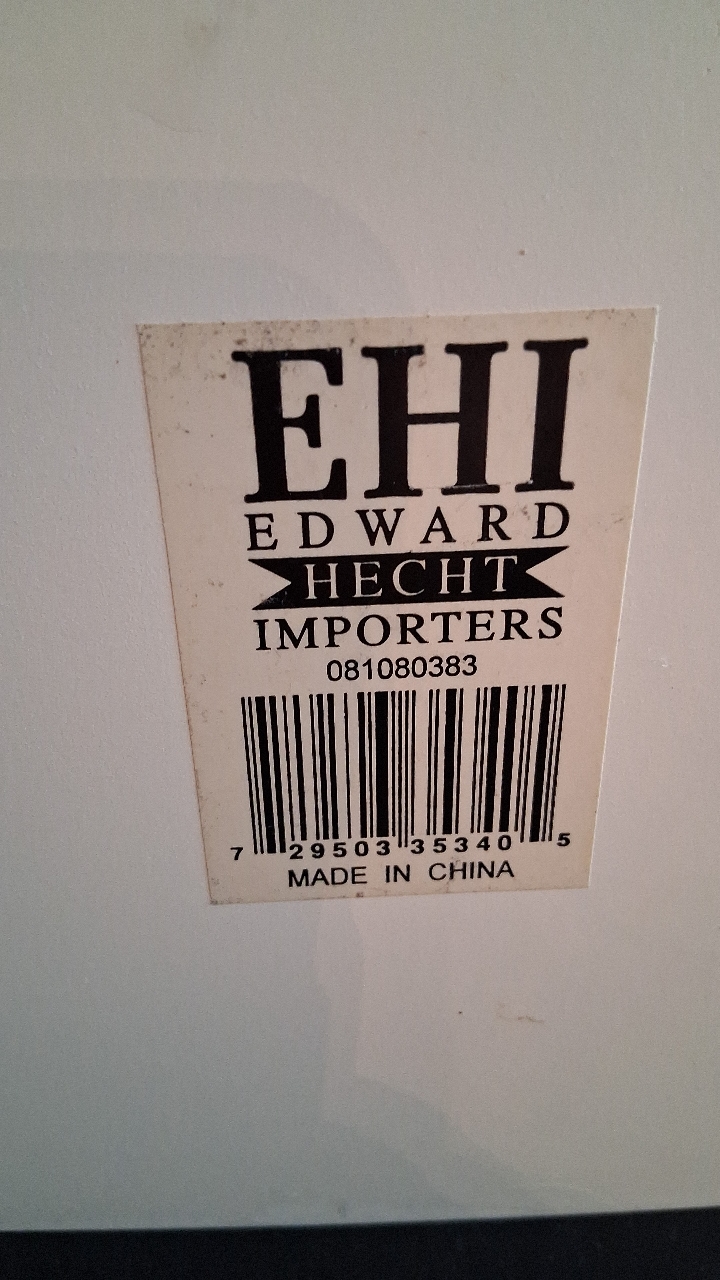 EHI
EDWARD
HECHT
IMPORTERS
081080383
7 29503 35340 5
MADE IN CHINA